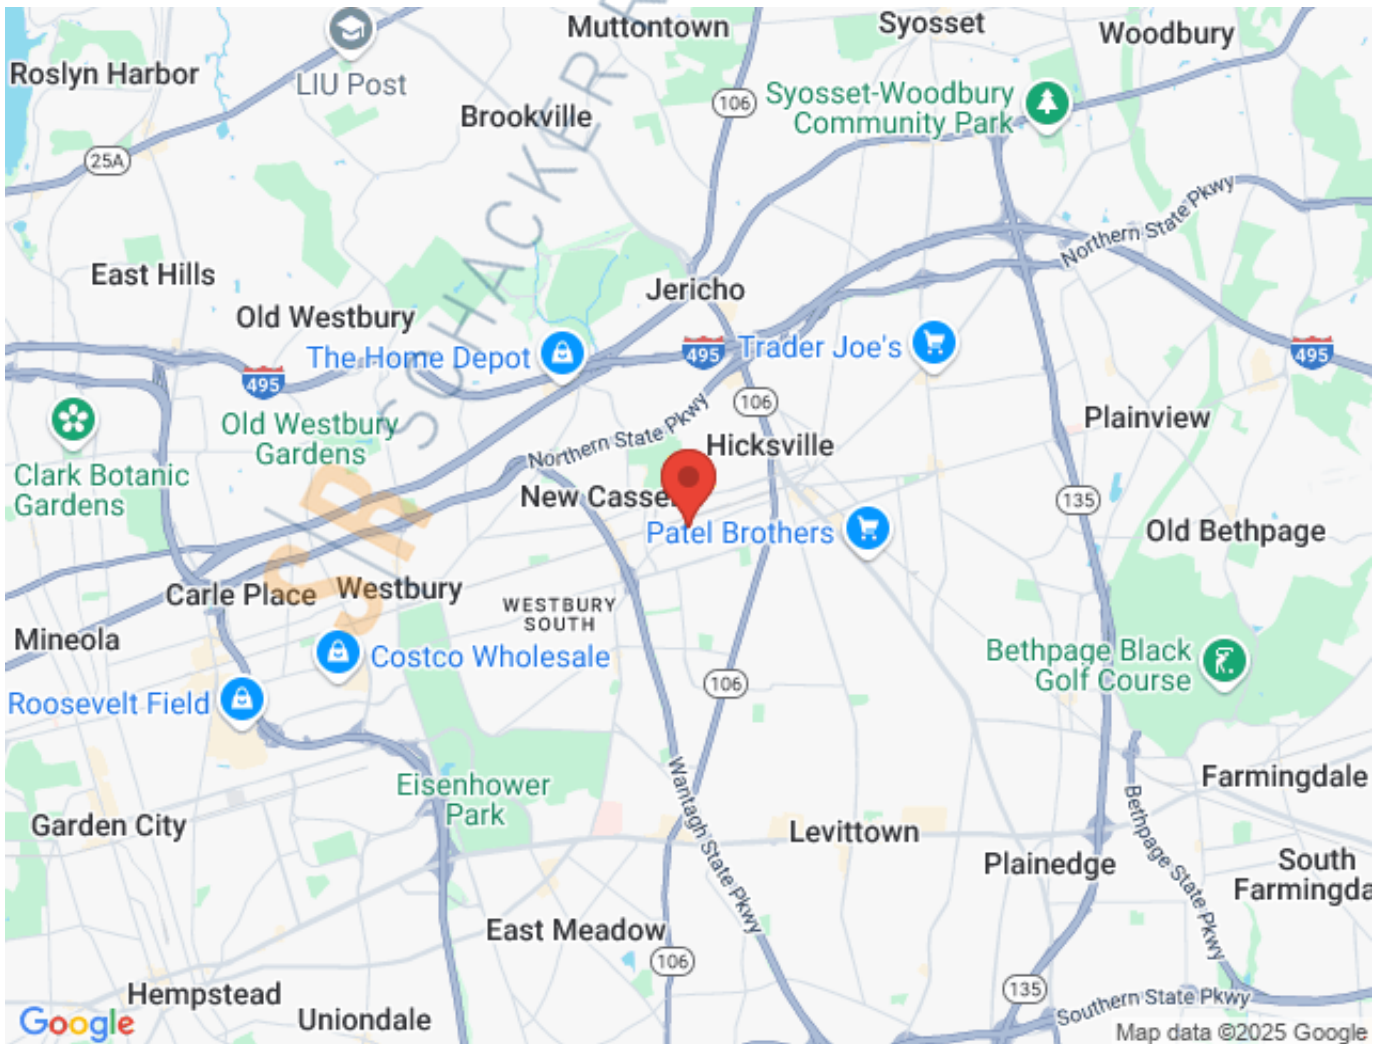 Muttontown
Syosset
Woodbury
Roslyn Harbor
LIU Post
Brookville
106
Syosset-Woodbury
Community Park
25A
Northern State Pkwy
East Hills
Jericho
Old Westbury
The Home Depot
495
Trader Joe's
495
495
106
Plainview
Old Westbury
Gardens
Northern State Pkwy
Hicksville
Clark Botanic
Gardens
New Casse
135
Patel Brothers
Old Bethpage
SIR SOHACKER
Carle Place
Westbury
WESTBURY
SOUTH
Mineola
Costco Wholesale
Bethpage Black
Golf Course
106
Roosevelt Field
Eisenhower
Park
Wantagh State Pkwy
Farmingdale
Bethpage State Pkwy
Garden City
Levittown
Plainedge
South
Farmingda
East Meadow
106
Hempstead
135
Southern State Pkwy
Uniondale
Google
Map data ©2025 Google